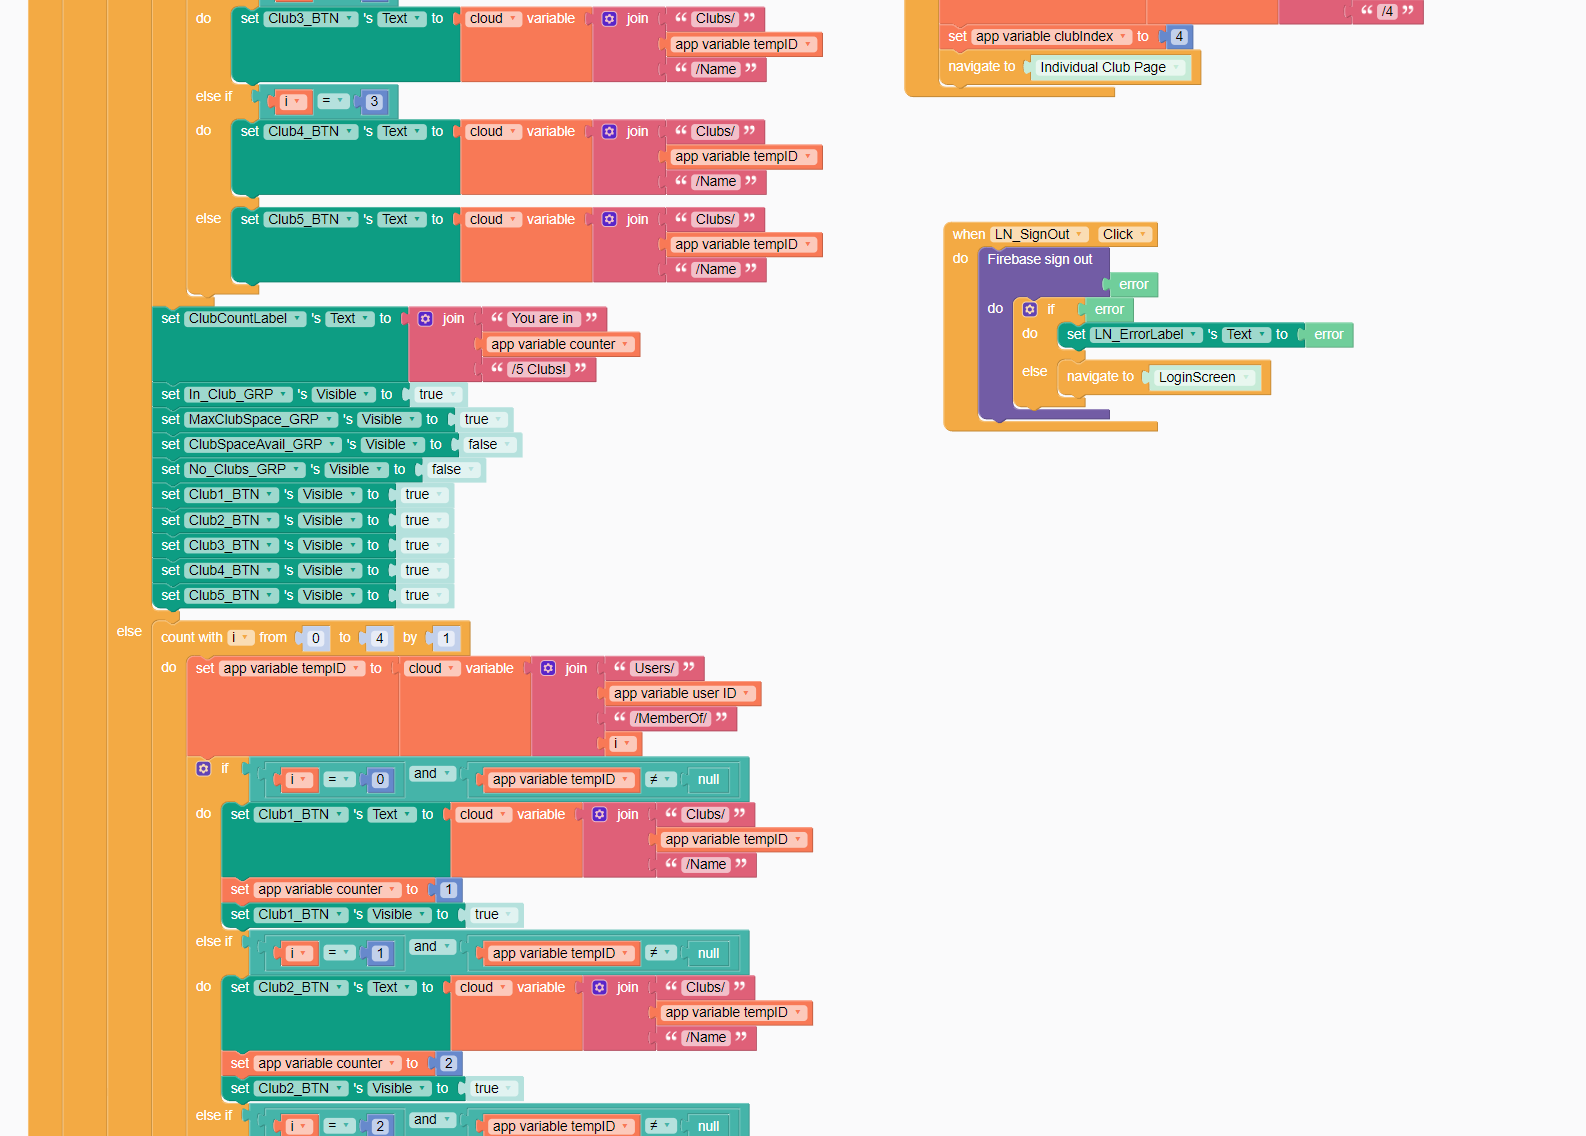 do set Club3_BTN 's Text to cloud variable join “ Clubs/ ”
app variable tempID
“ /Name ”
else if i = 3
do set Club4_BTN 's Text to cloud variable join “ Clubs/ ”
app variable tempID
“ /Name ”
else set Club5_BTN 's Text to cloud variable join “ Clubs/ ”
app variable tempID
“ /Name ”
set ClubCountLabel 's Text to join “ You are in ”
app variable counter
“ /5 Clubs! ”
set In_Club_GRP 's Visible to true
set MaxClubSpace_GRP 's Visible to true
set ClubSpaceAvail_GRP 's Visible to false
set No_Clubs_GRP 's Visible to false
set Club1_BTN 's Visible to true
set Club2_BTN 's Visible to true
set Club3_BTN 's Visible to true
set Club4_BTN 's Visible to true
set Club5_BTN 's Visible to true
else count with i from 0 to 4 by 1
do set app variable tempID to cloud variable join “ Users/ ”
app variable user ID
“ /MemberOf/ ”
i
if i = 0 and app variable tempID ≠ null
do set Club1_BTN 's Text to cloud variable join “ Clubs/ ”
app variable tempID
“ /Name ”
set app variable counter to 1
set Club1_BTN 's Visible to true
else if i = 1 and app variable tempID ≠ null
do set Club2_BTN 's Text to cloud variable join “ Clubs/ ”
app variable tempID
“ /Name ”
set app variable counter to 2
set Club2_BTN 's Visible to true
else if i = 2 and app variable tempID ≠ null
“ /4 ”
set app variable clubIndex to 4
navigate to Individual Club Page
when LN_SignOut Click
do Firebase sign out
error
do if error
do set LN_ErrorLabel 's Text to error
else navigate to LoginScreen